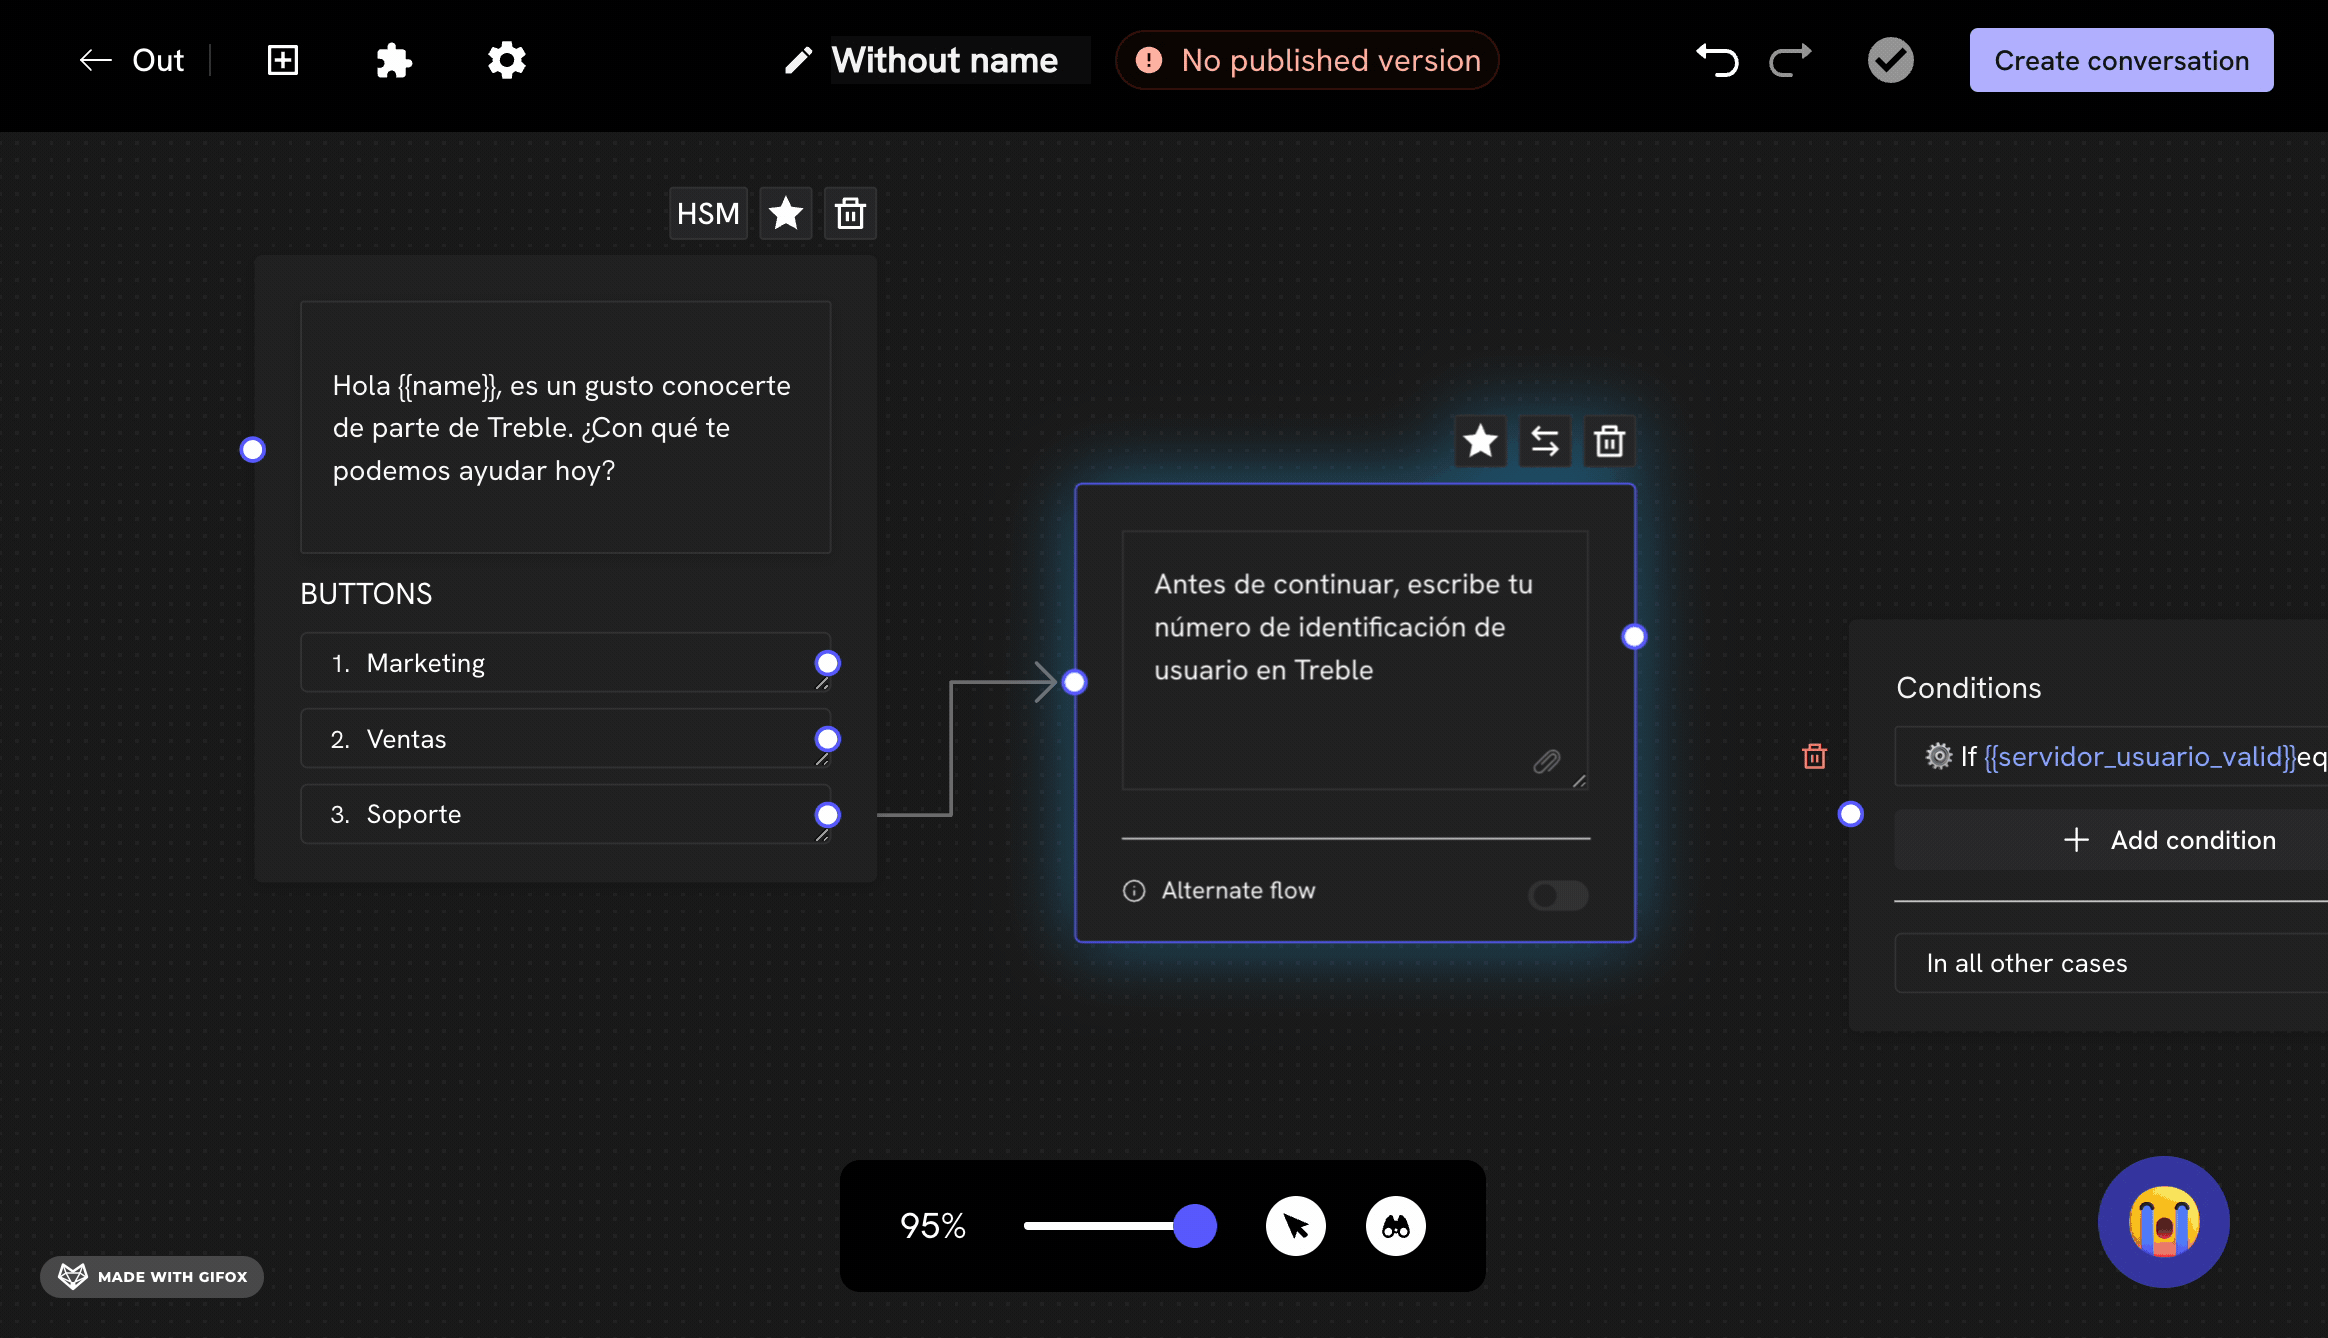 Out
Without name
No published version
Create conversation
HSM
Hola {{name}}, es un gusto conocerte
de parte de Treble. ¿Con qué te
podemos ayudar hoy?
BUTTONS
1. Marketing
2. Ventas
3. Soporte
Antes de continuar, escribe tu
número de identificación de
usuario en Treble
Alternate flow
Conditions
If {{servidor_usuario_valid}}eq
Add condition
In all other cases
95%
MADE WITH GIFOX